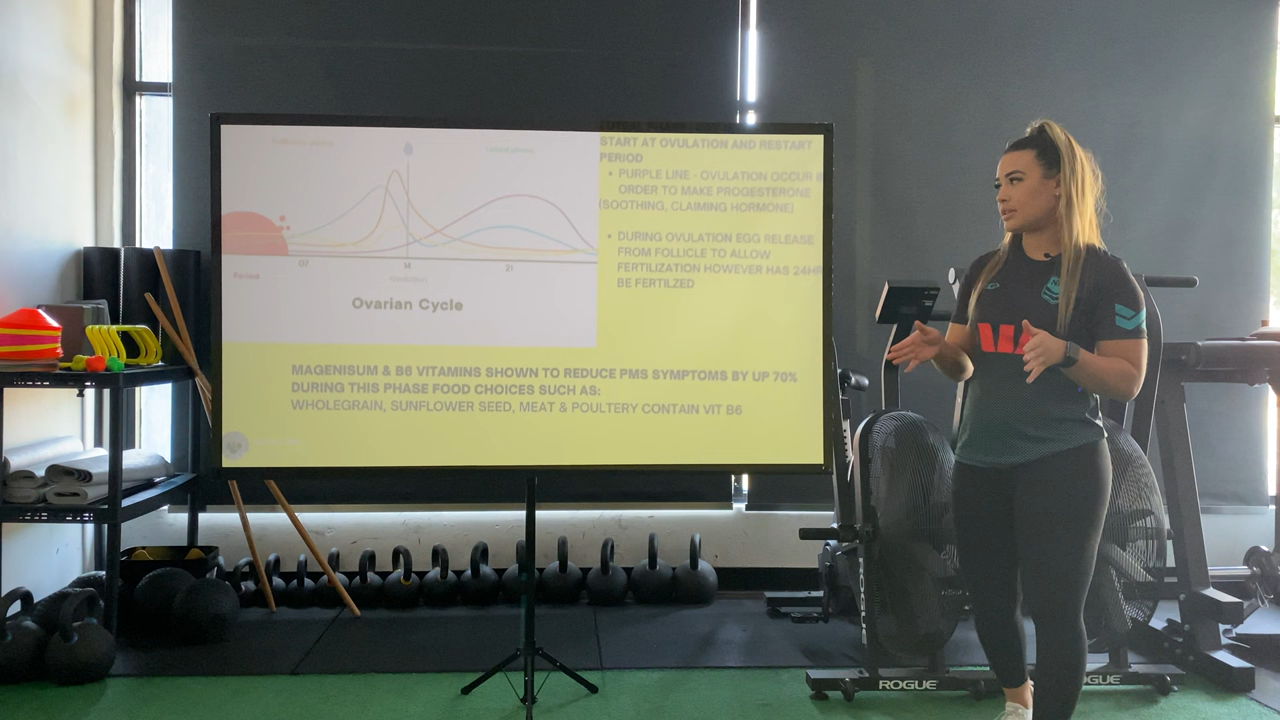 START AT OVULATION AND RESTART
PERIOD
• PURPLE LINE - OVULATION OCCUR
ORDER TO MAKE PROGESTERONE
(SOOTHING, CLAIMING HORMONE)
• DURING OVULATION EGG RELEASE
FROM FOLLICLE TO ALLOW
FERTILIZATION HOWEVER HAS 24H
BE FERTILZED
07
14
21
Period
Ovulation
Ovarian Cycle
MAGENISUM & B6 VITAMINS SHOWN TO REDUCE PMS SYMPTOMS BY UP 70%
DURING THIS PHASE FOOD CHOICES SUCH AS:
WHOLEGRAIN, SUNFLOWER SEED, MEAT & POULTERY CONTAIN VIT B6
ROGUE
ROGUE